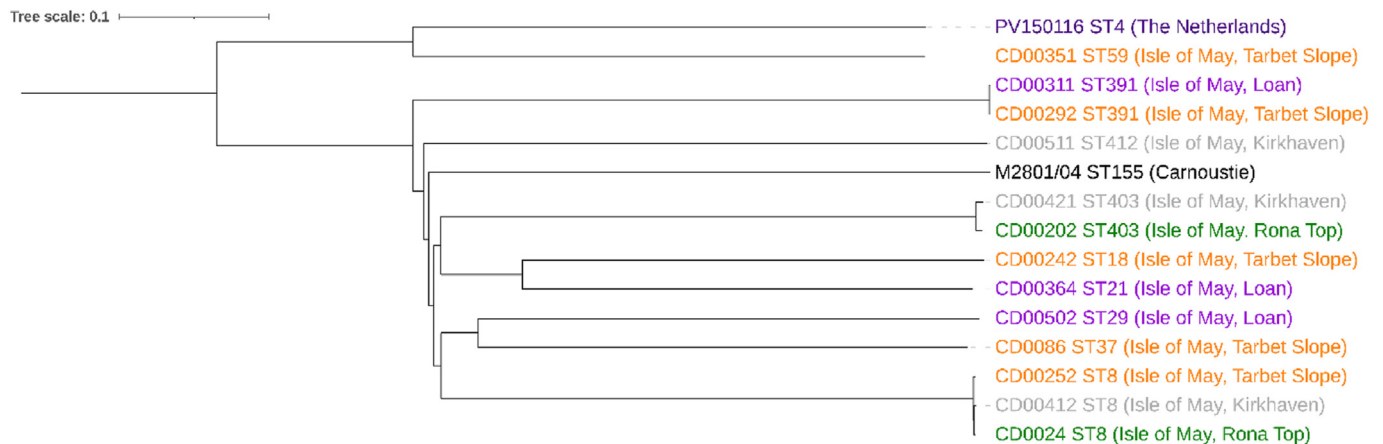 Tree scale: 0.1
PV150116 ST4 (The Netherlands)
CD00351 ST59 (Isle of May, Tarbet Slope)
CD00311 ST391 (Isle of May, Loan)
CD00292 ST391 (Isle of May, Tarbet Slope)
CD00511 ST412 (Isle of May, Kirkhaven)
M2801/04 ST155 (Carnoustie)
CD00421 ST403 (Isle of May, Kirkhaven)
CD00202 ST403 (Isle of May. Rona Top)
CD00242 ST18 (Isle of May, Tarbet Slope)
CD00364 ST21 (Isle of May, Loan)
CD00502 ST29 (Isle of May, Loan)
CD0086 ST37 (Isle of May, Tarbet Slope)
CD00252 ST8 (Isle of May, Tarbet Slope)
CD00412 ST8 (Isle of May, Kirkhaven)
CD0024 ST8 (Isle of May, Rona Top)